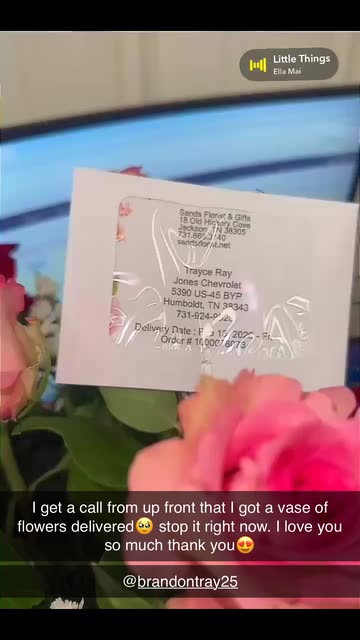 Little Things
Ella Mai
Sands Florist & Gifts
18 Old Hickory Cove
Jackson, TN 38305
sandsflorist.net
Trayce Ray
Jones Chevrolet
5390 US-45 BYP
Humboldt, TN 38343
Delivery Date :
Order #
I get a call from up front that I got a vase of
flowers delivered🥹 stop it right now. I love you
so much thank you😍
@brandontray25